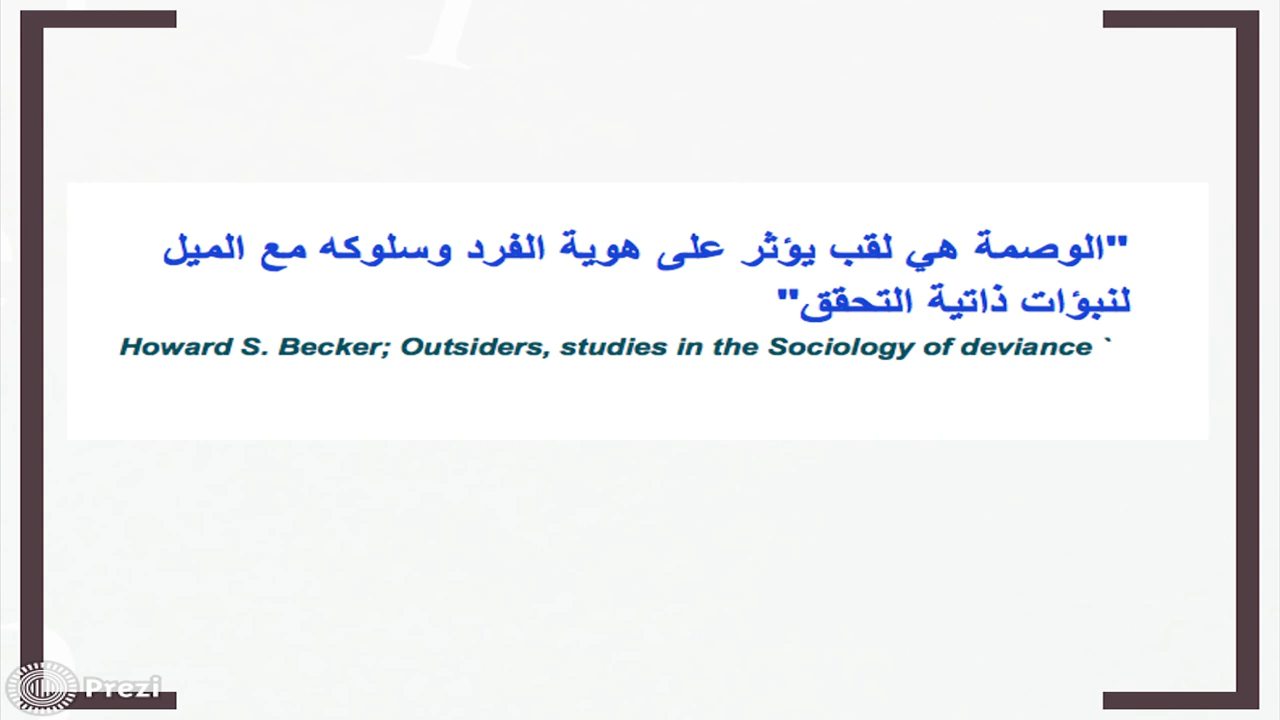 "الوصمة هي لقب يؤثر على هوية الفرد وسلوكه مع الميل
لنبؤات ذاتية التحقق"
Howard S. Becker; Outsiders, studies in the Sociology of deviance `
Prezi